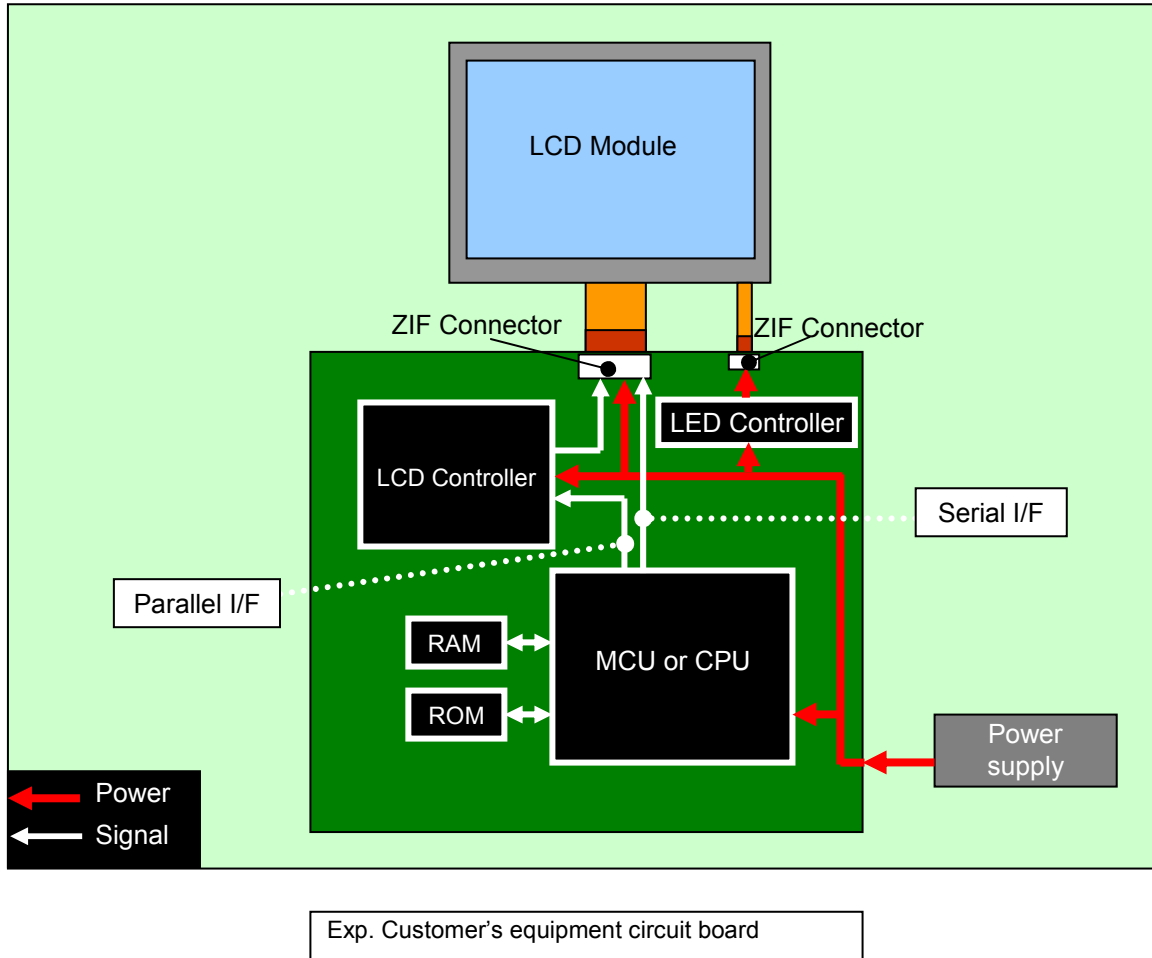 LCD Module
ZIF Connector
ZIF Connector
LED Controller
LCD Controller
Serial I/F
Parallel I/F
RAM
MCU or CPU
ROM
Power
supply
Power
Signal
Exp. Customer’s equipment circuit board